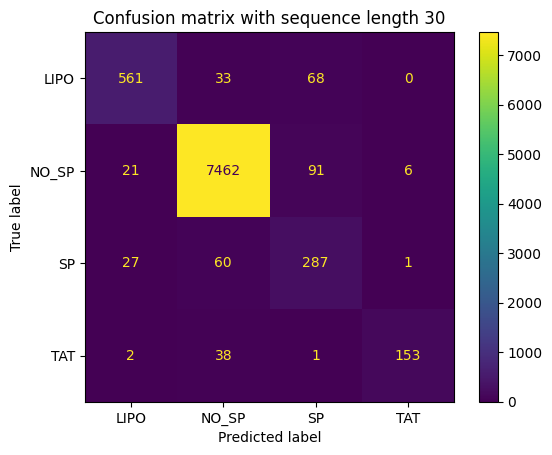 Confusion matrix with sequence length 30
True label
LIPO 561 33 68 0
NO_SP 21 7462 91 6
SP 27 60 287 1
TAT 2 38 1 153
LIPO NO_SP SP TAT
Predicted label
7000
6000
5000
4000
3000
2000
1000
0